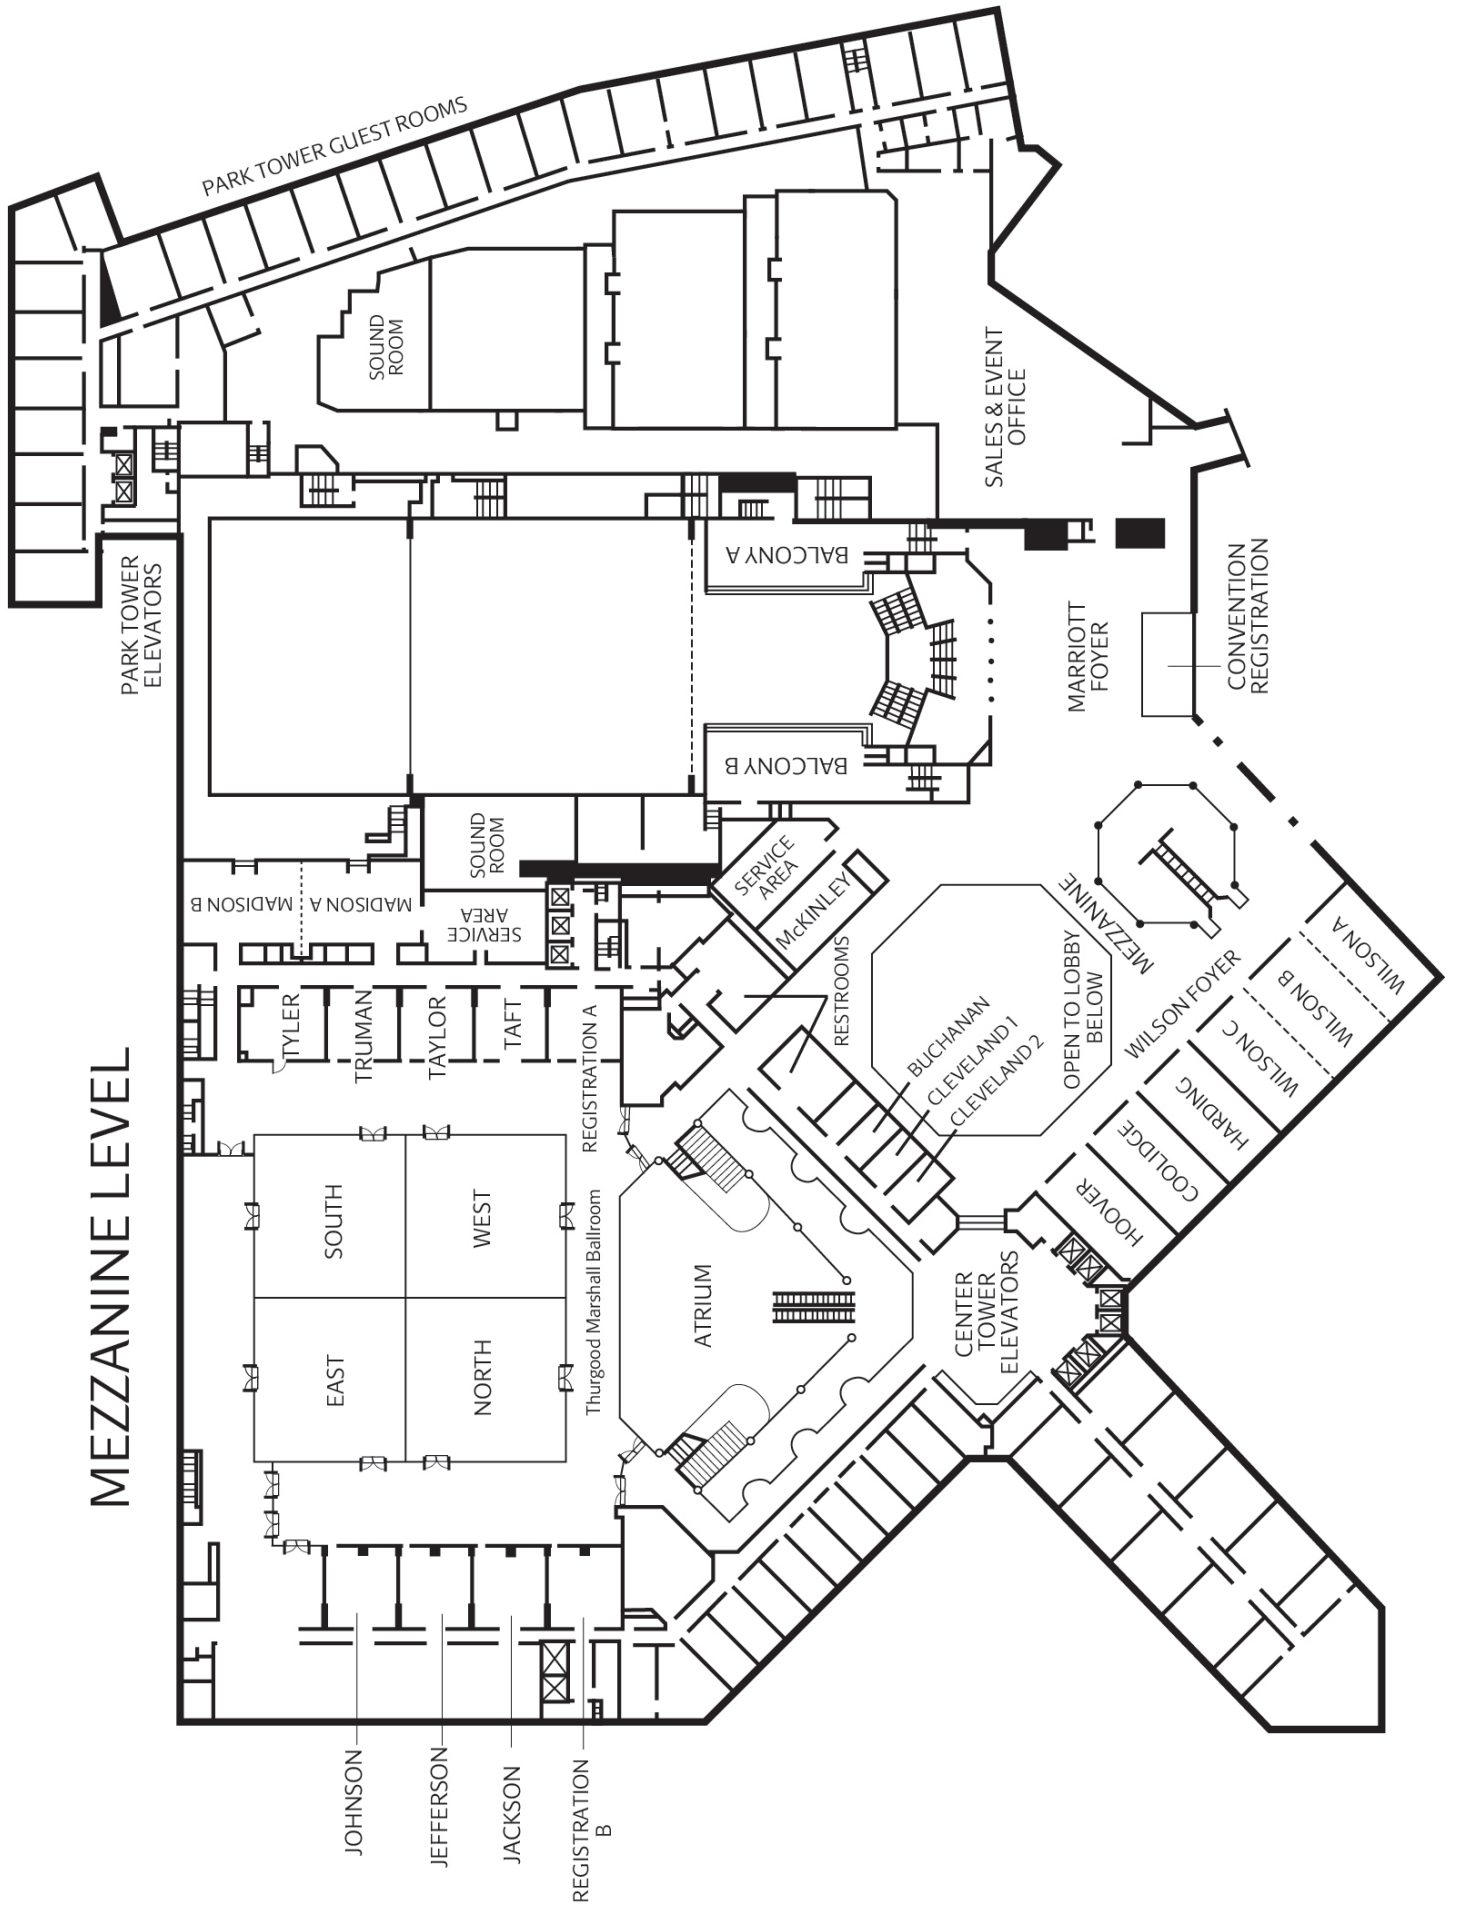 MEZZANINE LEVEL
PARK TOWER GUEST ROOMS
PARK TOWER
ELEVATORS
SOUND
ROOM
SALES & EVENT
OFFICE
BALCONY A
BALCONY B
MARRIOTT
FOYER
CONVENTION
REGISTRATION
SOUND
ROOM
MADISON B
MADISON A
SERVICE
AREA
SERVICE
AREA
McKINLEY
RESTROOMS
TYLER
TRUMAN
TAYLOR
TAFT
REGISTRATION A
BUCHANAN
CLEVELAND 1
CLEVELAND 2
OPEN TO LOBBY
BELOW
MEZZANINE
WILSON FOYER
WILSON A
WILSON B
WILSON C
HARDING
COOLIDGE
HOOVER
SOUTH
WEST
EAST
NORTH
Thurgood Marshall Ballroom
ATRIUM
CENTER
TOWER
ELEVATORS
JOHNSON
JEFFERSON
JACKSON
REGISTRATION
B